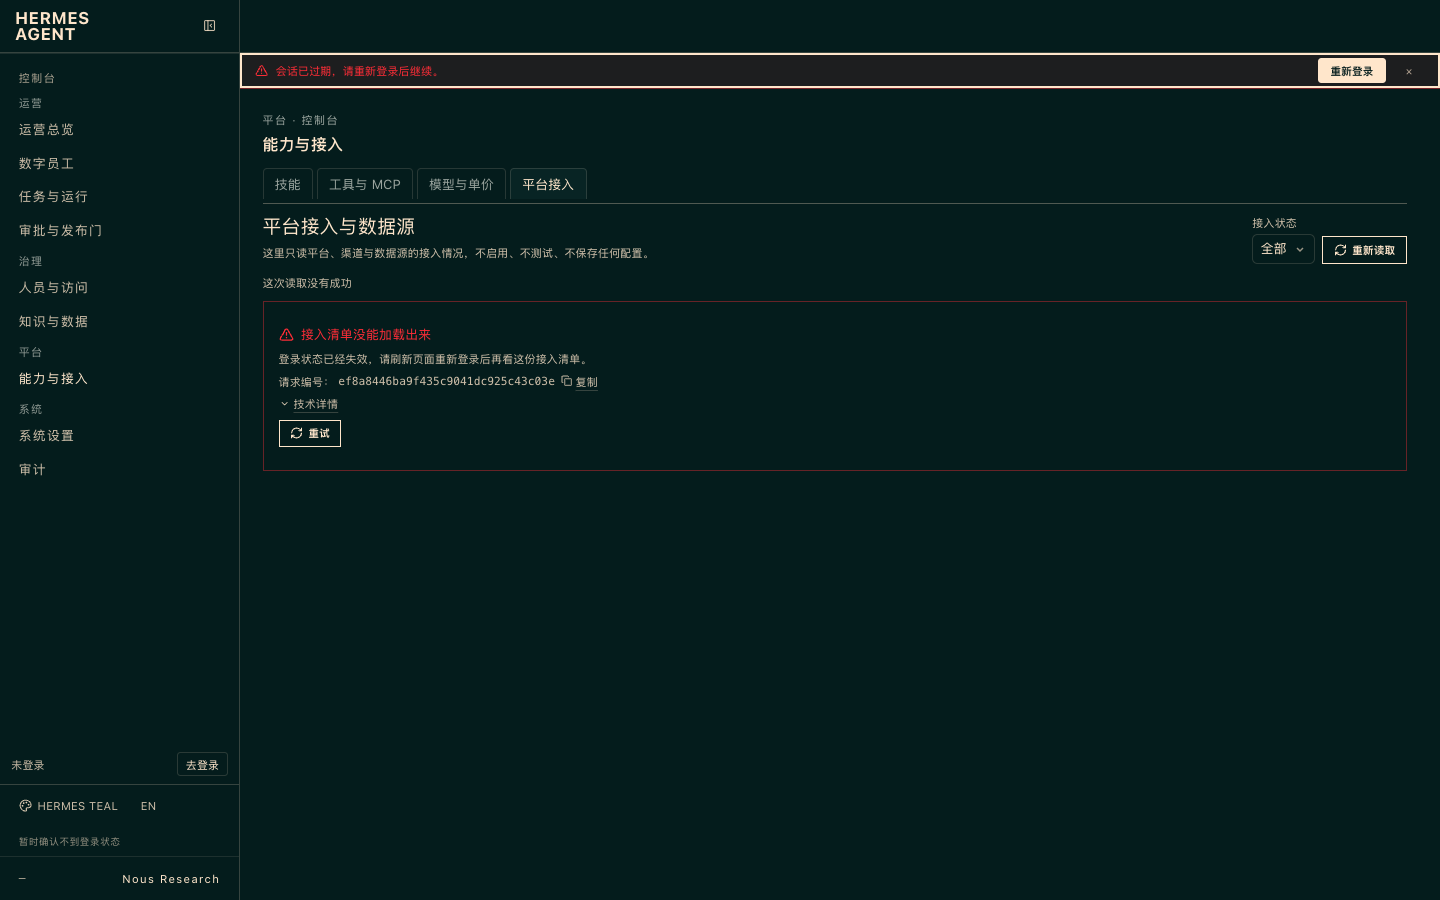 HERMES
AGENT
控制台
运营
运营总览
数字员工
任务与运行
审批与发布门
治理
人员与访问
知识与数据
平台
能力与接入
系统
系统设置
审计
未登录
去登录
HERMES TEAL
EN
暂时确认不到登录状态
—
Nous Research
会话已过期，请重新登录后继续。
重新登录
×
平台 · 控制台
能力与接入
技能
工具与 MCP
模型与单价
平台接入
平台接入与数据源
这里只读平台、渠道与数据源的接入情况，不启用、不测试、不保存任何配置。
接入状态
全部
重新读取
这次读取没有成功
接入清单没能加载出来
登录状态已经失效，请刷新页面重新登录后再看这份接入清单。
请求编号： ef8a8446ba9f435c9041dc925c43c03e 复制
技术详情
重试